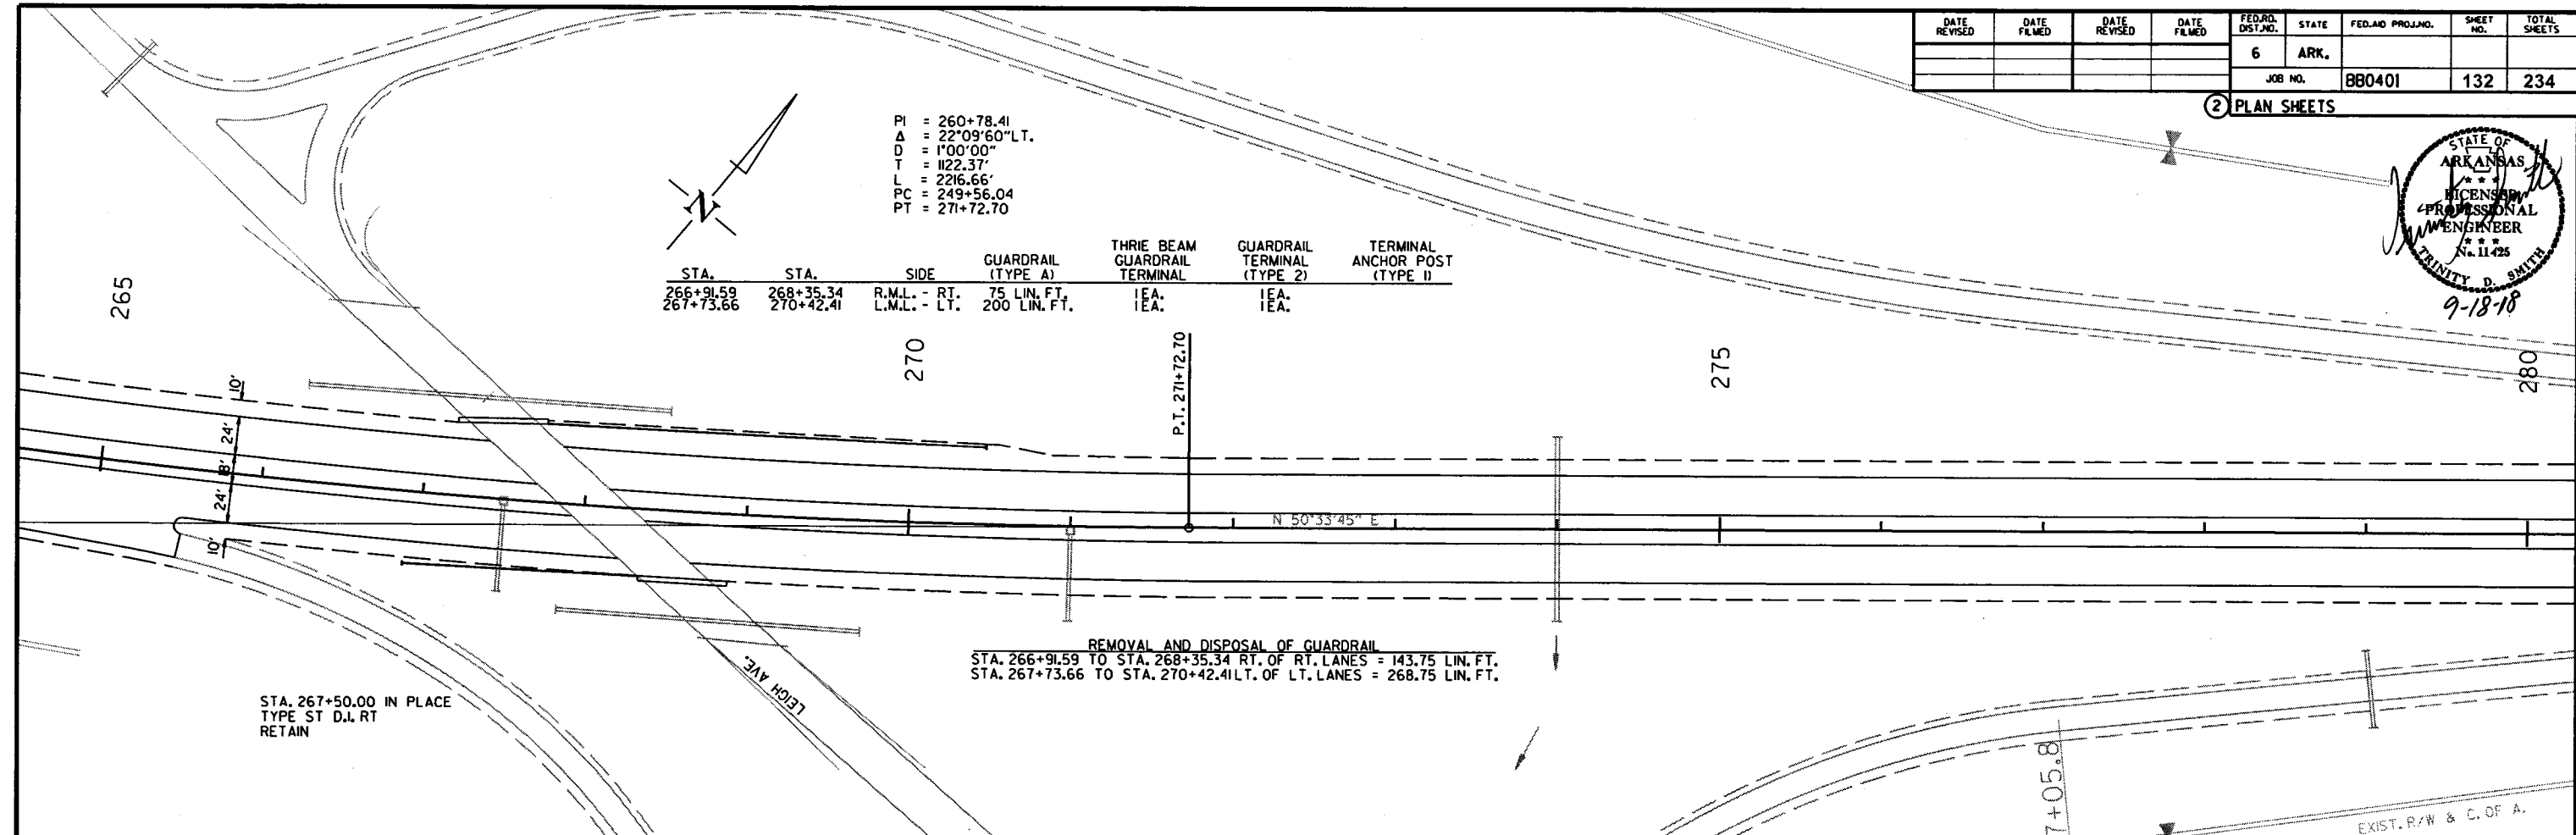 DATE REVISED DATE FILMED DATE REVISED DATE FILMED FED.RD. DIST.NO. STATE FED.AID PROJ.NO. SHEET NO. TOTAL SHEETS
6 ARK.
JOB NO. BB0401 132 234
2 PLAN SHEETS
STATE OF
ARKANSAS
★ ★ ★
LICENSED
PROFESSIONAL
ENGINEER
★ ★ ★
No. 11425
TRINITY D. SMITH
9-18-18
PI = 260+78.41
Δ = 22°09'60"LT.
D = 1°00'00"
T = 1122.37'
L = 2216.66'
PC = 249+56.04
PT = 271+72.70
N
STA. STA. SIDE GUARDRAIL (TYPE A) THRIE BEAM GUARDRAIL TERMINAL GUARDRAIL TERMINAL (TYPE 2) TERMINAL ANCHOR POST (TYPE 1)
266+91.59 268+35.34 R.M.L. - RT. 75 LIN. FT. 1 EA. 1 EA.
267+73.66 270+42.41 L.M.L. - LT. 200 LIN. FT. 1 EA. 1 EA.
265
270
275
280
P.T. 271+72.70
10'
24'
8'
24'
10'
N 50°33'45" E
REMOVAL AND DISPOSAL OF GUARDRAIL
STA. 266+91.59 TO STA. 268+35.34 RT. OF RT. LANES = 143.75 LIN. FT.
STA. 267+73.66 TO STA. 270+42.41 LT. OF LT. LANES = 268.75 LIN. FT.
LEIGH AVE.
STA. 267+50.00 IN PLACE
TYPE ST D.I. RT
RETAIN
7+05.8
EXIST. R/W & C. OF A.